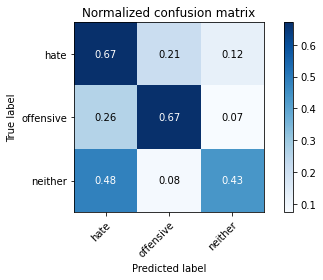 Normalized confusion matrix
True label
hate
offensive
neither
0.67 0.21 0.12
0.26 0.67 0.07
0.48 0.08 0.43
hate
offensive
neither
Predicted label
0.6
0.5
0.4
0.3
0.2
0.1